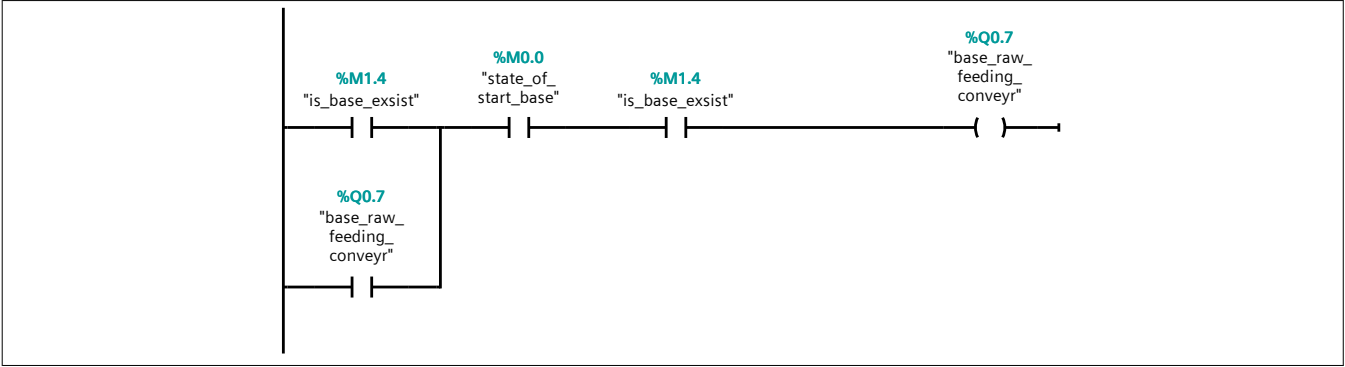 %M1.4
"is_base_exsist"
%M0.0
"state_of_
start_base"
%M1.4
"is_base_exsist"
%Q0.7
"base_raw_
feeding_
conveyr"
%Q0.7
"base_raw_
feeding_
conveyr"